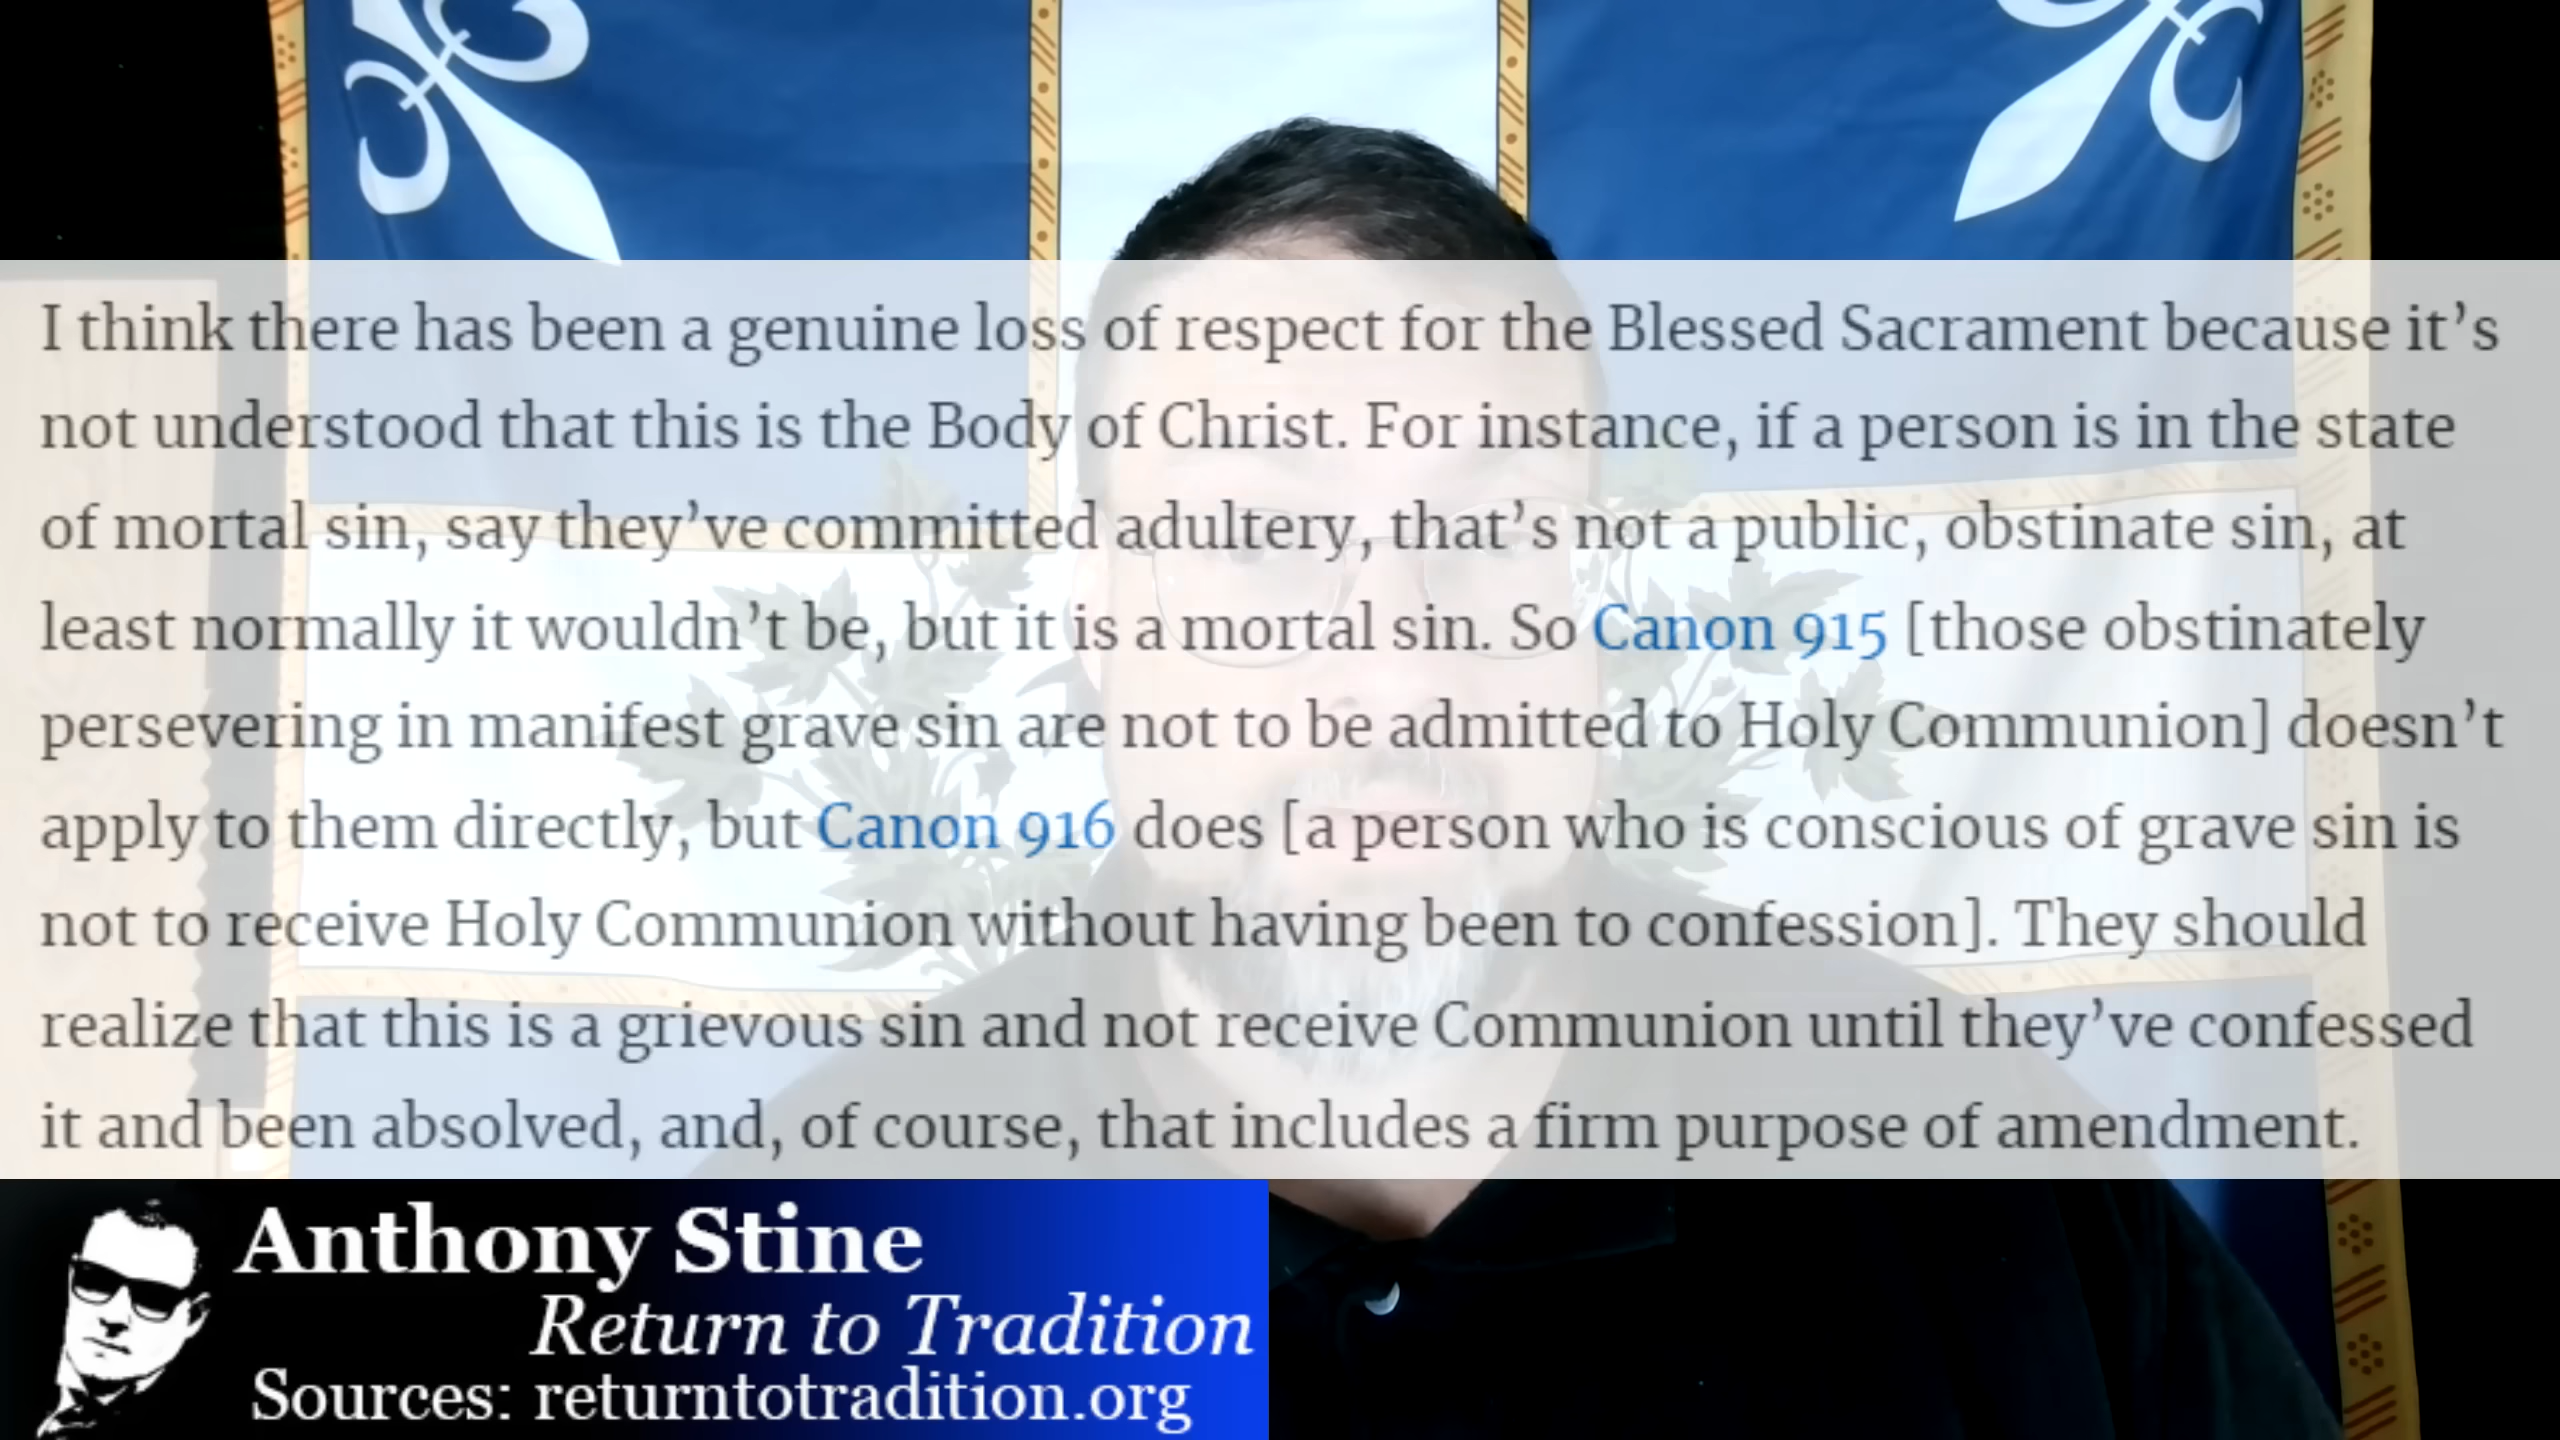 I think there has been a genuine loss of respect for the Blessed Sacrament because it’s
not understood that this is the Body of Christ. For instance, if a person is in the state
of mortal sin, say they’ve committed adultery, that’s not a public, obstinate sin, at
least normally it wouldn’t be, but it is a mortal sin. So Canon 915 [those obstinately
persevering in manifest grave sin are not to be admitted to Holy Communion] doesn’t
apply to them directly, but Canon 916 does [a person who is conscious of grave sin is
not to receive Holy Communion without having been to confession]. They should
realize that this is a grievous sin and not receive Communion until they’ve confessed
it and been absolved, and, of course, that includes a firm purpose of amendment.
Anthony Stine
Return to Tradition
Sources: returntotradition.org